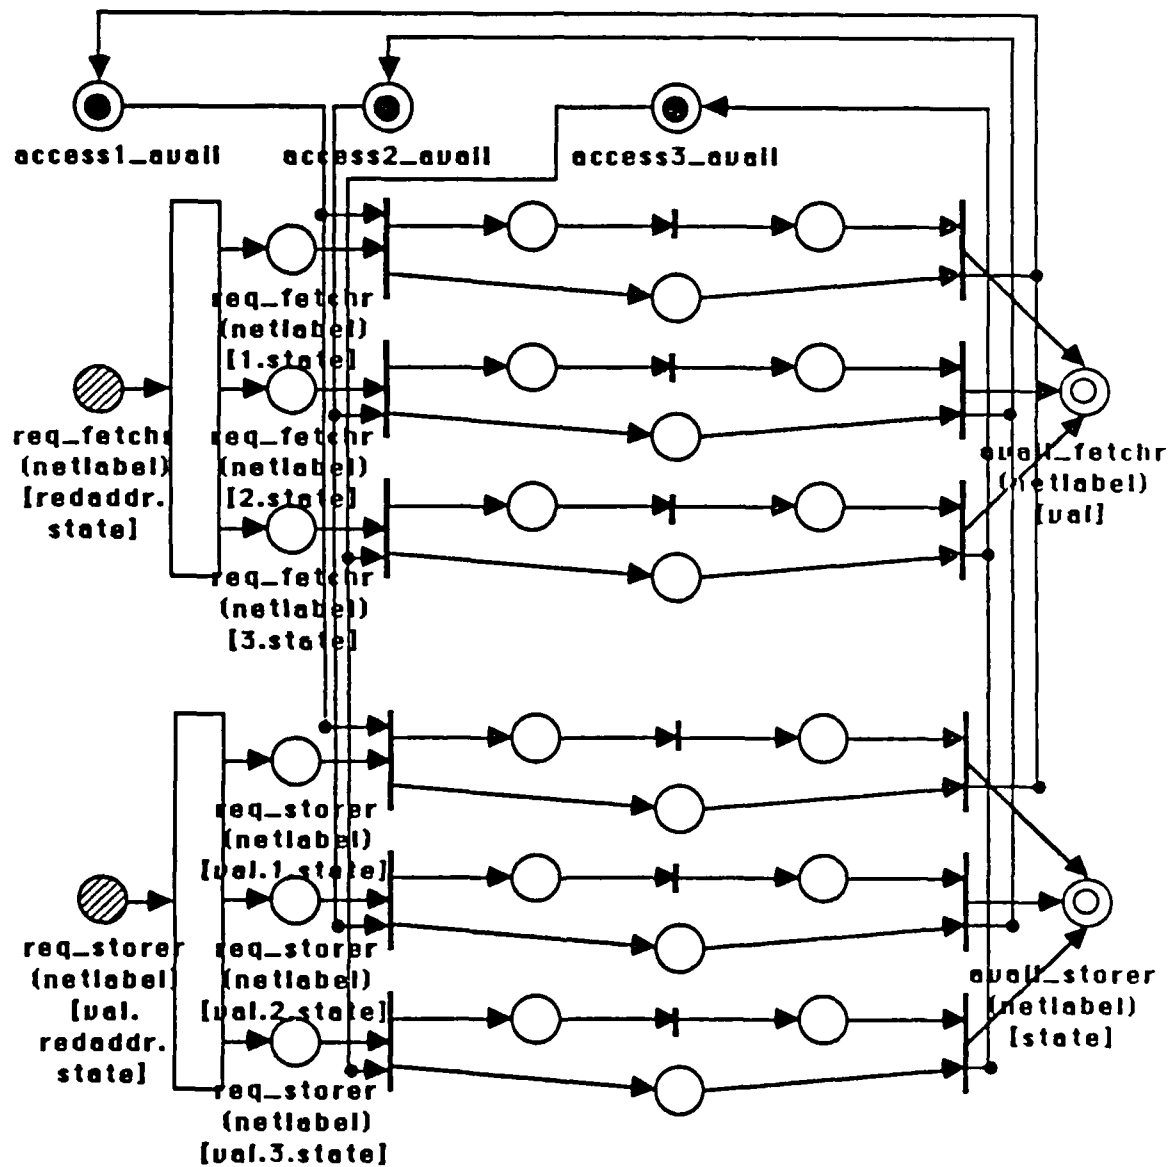 access1_avail
access2_avail
access3_avail
req_fetchr
(netlabel)
[1.state]
req_fetchr
(netlabel)
[redaddr.
state]
req_fetchr
(netlabel)
[2.state]
avail_fetchr
(netlabel)
[val]
req_fetchr
(netlabel)
[3.state]
req_storer
(netlabel)
[val.1.state]
req_storer
(netlabel)
[val.
redaddr.
state]
req_storer
(netlabel)
[val.2.state]
avail_storer
(netlabel)
[state]
req_storer
(netlabel)
[val.3.state]